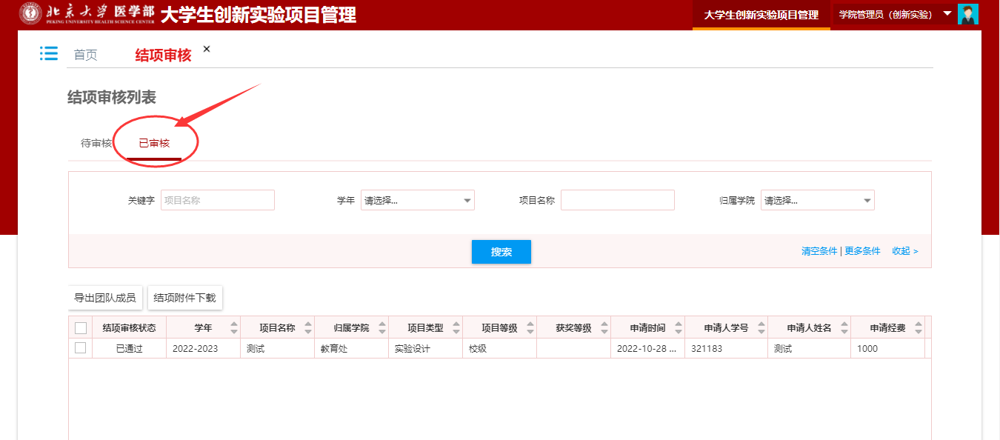 北京大学 医学部 大学生创新实验项目管理 大学生创新实验项目管理 学院管理员（创新实验）
PEKING UNIVERSITY HEALTH SCIENCE CENTER
首页 结项审核 ×
结项审核列表
待审核 已审核
关键字 项目名称 学年 请选择... 项目名称 归属学院 请选择...
搜索 清空条件 | 更多条件 收起 >
导出团队成员 结项附件下载
结项审核状态 学年 项目名称 归属学院 项目类型 项目等级 获奖等级 申请时间 申请人学号 申请人姓名 申请经费
已通过 2022-2023 测试 教育处 实验设计 校级 2022-10-28 ... 321183 测试 1000